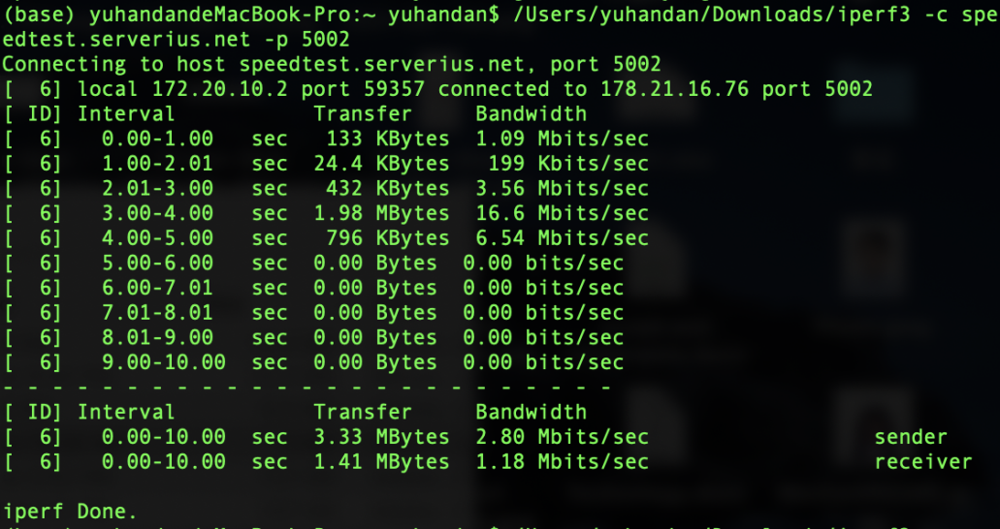 (base) yuhandandeMacBook-Pro:~ yuhandan$ /Users/yuhandan/Downloads/iperf3 -c spe
edtest.serverius.net -p 5002
Connecting to host speedtest.serverius.net, port 5002
[  6] local 172.20.10.2 port 59357 connected to 178.21.16.76 port 5002
[ ID] Interval           Transfer     Bandwidth
[  6]   0.00-1.00   sec   133 KBytes  1.09 Mbits/sec
[  6]   1.00-2.01   sec  24.4 KBytes   199 Kbits/sec
[  6]   2.01-3.00   sec   432 KBytes  3.56 Mbits/sec
[  6]   3.00-4.00   sec  1.98 MBytes  16.6 Mbits/sec
[  6]   4.00-5.00   sec   796 KBytes  6.54 Mbits/sec
[  6]   5.00-6.00   sec  0.00 Bytes  0.00 bits/sec
[  6]   6.00-7.01   sec  0.00 Bytes  0.00 bits/sec
[  6]   7.01-8.01   sec  0.00 Bytes  0.00 bits/sec
[  6]   8.01-9.00   sec  0.00 Bytes  0.00 bits/sec
[  6]   9.00-10.00  sec  0.00 Bytes  0.00 bits/sec
- - - - - - - - - - - - - - - - - - - - - - - - -
[ ID] Interval           Transfer     Bandwidth
[  6]   0.00-10.00  sec  3.33 MBytes  2.80 Mbits/sec                  sender
[  6]   0.00-10.00  sec  1.41 MBytes  1.18 Mbits/sec                  receiver

iperf Done.